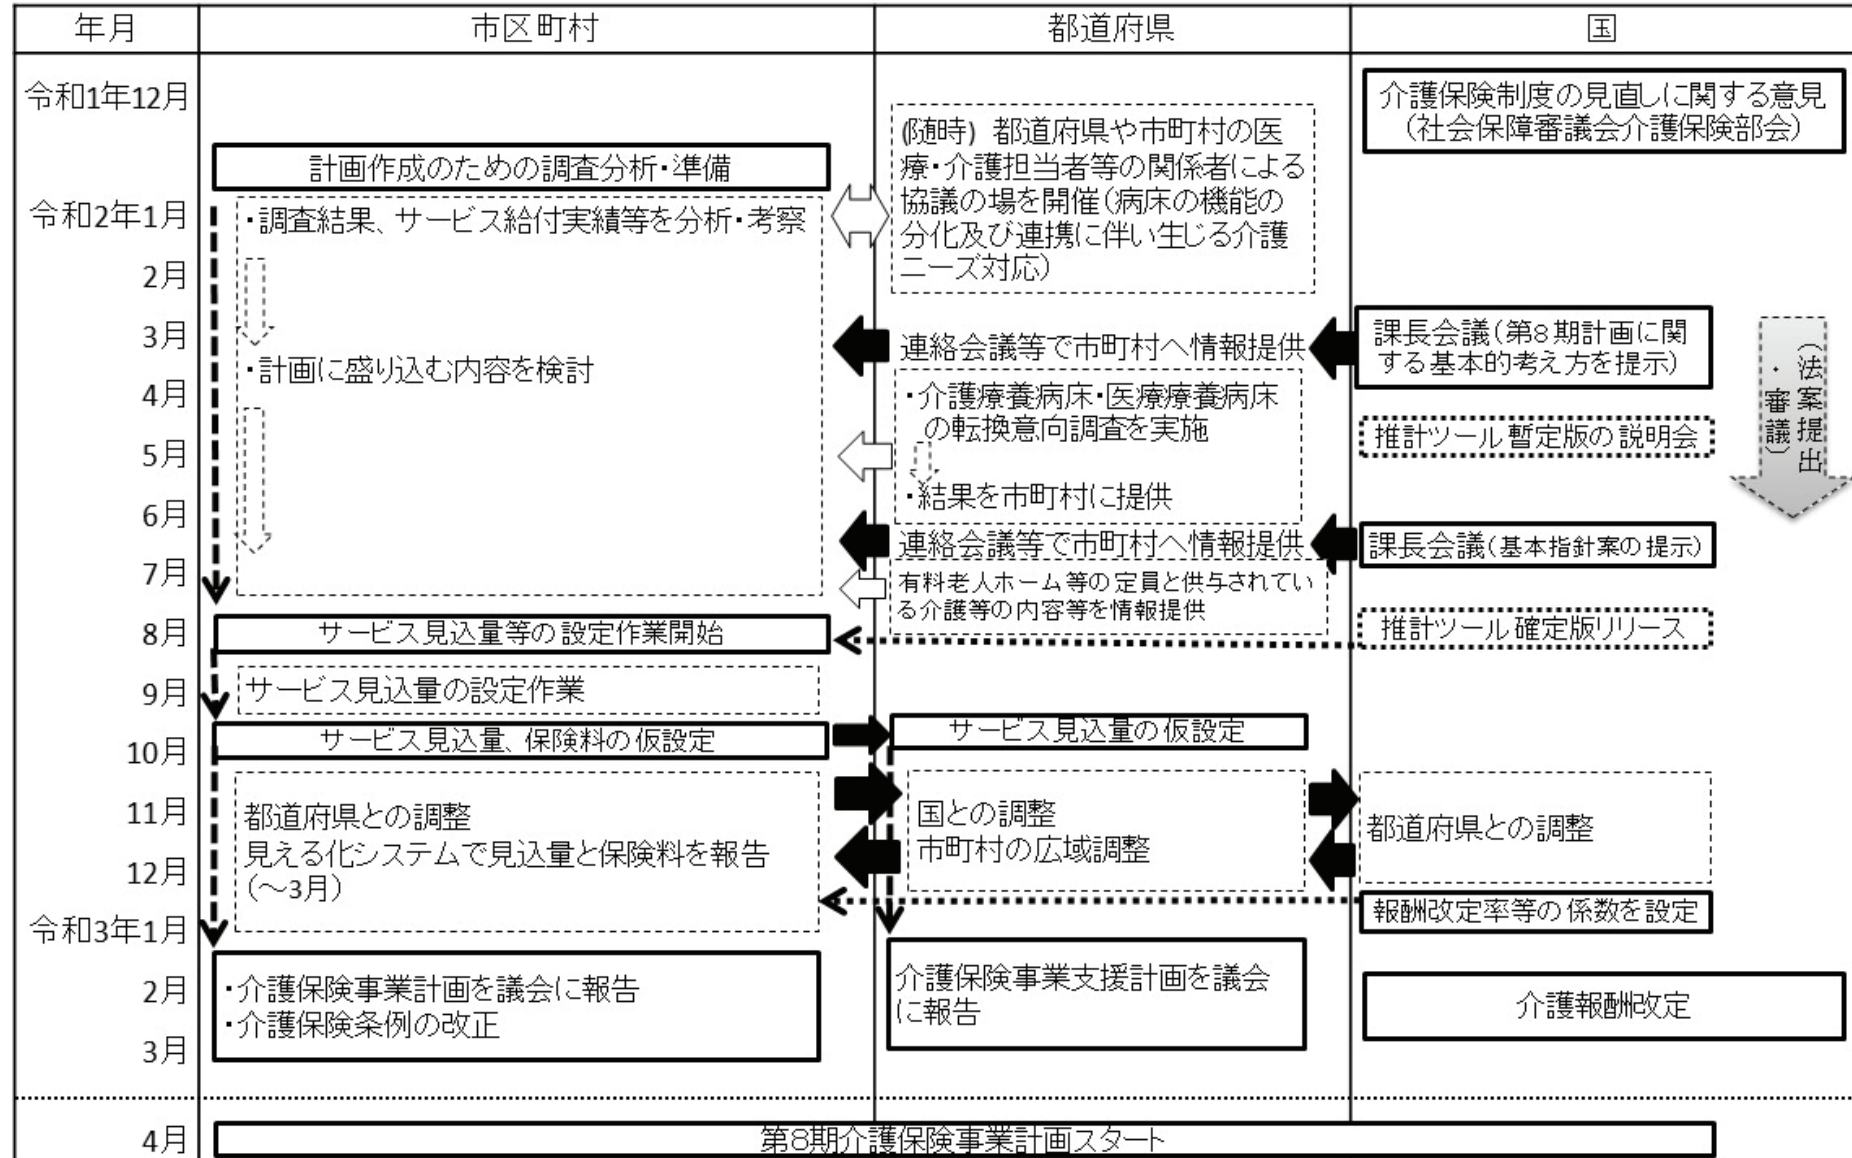 年月
市区町村
都道府県
国
令和1年12月
令和2年1月
2月
3月
4月
5月
6月
7月
8月
9月
10月
11月
12月
令和3年1月
2月
3月
4月
計画作成のための調査分析・準備
・調査結果、サービス給付実績等を分析・考察
・計画に盛り込む内容を検討
サービス見込量等の設定作業開始
サービス見込量の設定作業
サービス見込量、保険料の仮設定
都道府県との調整
見える化システムで見込量と保険料を報告
（～3月）
・介護保険事業計画を議会に報告
・介護保険条例の改正
(随時) 都道府県や市町村の医
療・介護担当者等の関係者による
協議の場を開催（病床の機能の
分化及び連携に伴い生じる介護
ニーズ対応）
連絡会議等で市町村へ情報提供
・介護療養病床・医療療養病床
の転換意向調査を実施
・結果を市町村に提供
連絡会議等で市町村へ情報提供
有料老人ホーム等の定員と供与されてい
る介護等の内容等を情報提供
サービス見込量の仮設定
国との調整
市町村の広域調整
介護保険事業支援計画を議会
に報告
介護保険制度の見直しに関する意見
（社会保障審議会介護保険部会）
課長会議（第8期計画に関
する基本的考え方を提示）
推計ツール暫定版の説明会
課長会議（基本指針案の提示）
推計ツール確定版リリース
都道府県との調整
報酬改定率等の係数を設定
介護報酬改定
（法案提出
・審議）
第8期介護保険事業計画スタート